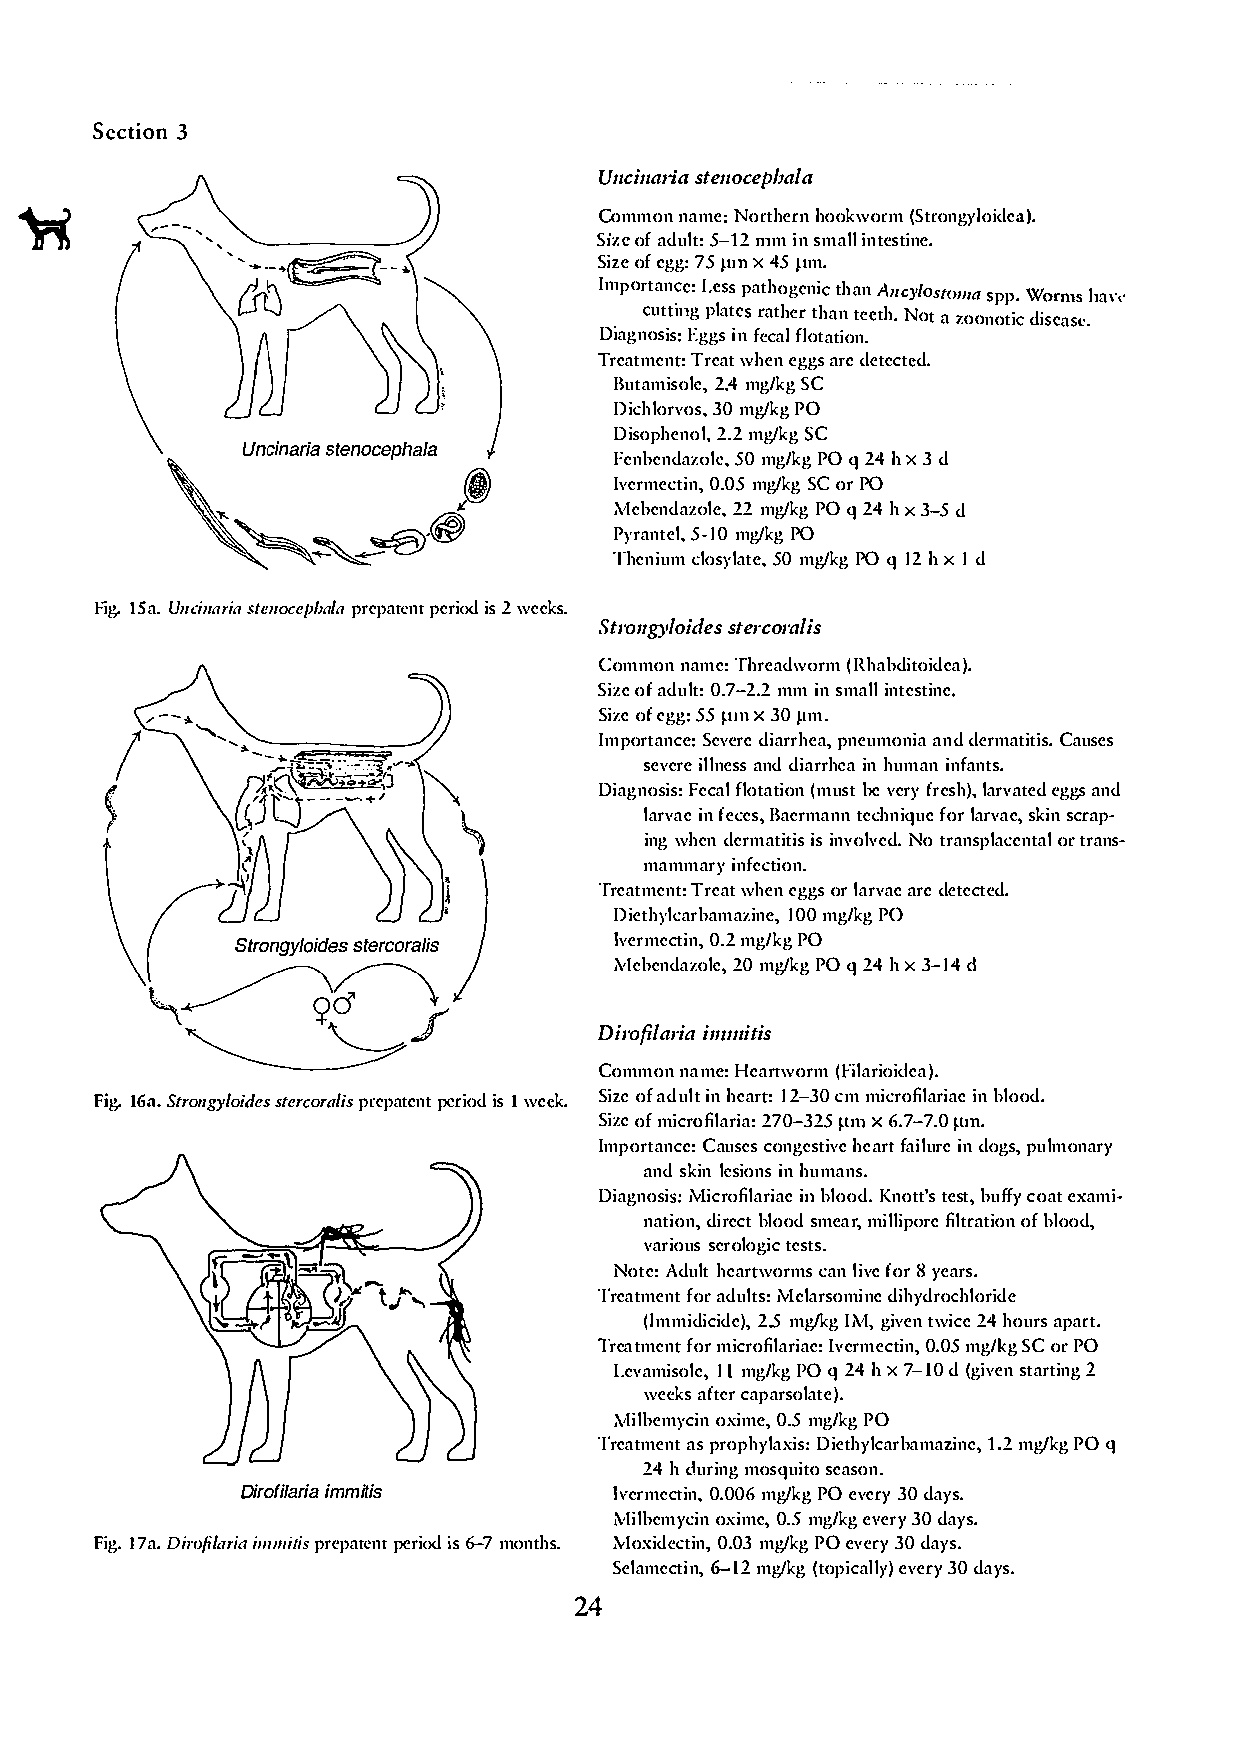 Section 3
Uncinaria stenocephala
Common name: Northern hookworm (Strongyloidea).
Size of adult: 5–12 mm in small intestine.
Size of egg: 75 µm × 45 µm.
Importance: Less pathogenic than Ancylostoma spp. Worms have
cutting plates rather than teeth. Not a zoonotic disease.
Diagnosis: Eggs in fecal flotation.
Treatment: Treat when eggs are detected.
Butamisole, 2.4 mg/kg SC
Dichlorvos, 30 mg/kg PO
Disophenol, 2.2 mg/kg SC
Fenbendazole, 50 mg/kg PO q 24 h × 3 d
Ivermectin, 0.05 mg/kg SC or PO
Mebendazole, 22 mg/kg PO q 24 h × 3–5 d
Pyrantel, 5-10 mg/kg PO
Thenium closylate, 50 mg/kg PO q 12 h × 1 d
Uncinaria stenocephala
Fig. 15a. Uncinaria stenocephala prepatent period is 2 weeks.
Strongyloides stercoralis
Common name: Threadworm (Rhabditoidea).
Size of adult: 0.7–2.2 mm in small intestine.
Size of egg: 55 µm × 30 µm.
Importance: Severe diarrhea, pneumonia and dermatitis. Causes
severe illness and diarrhea in human infants.
Diagnosis: Fecal flotation (must be very fresh), larvated eggs and
larvae in feces, Baermann technique for larvae, skin scrap-
ing when dermatitis is involved. No transplacental or trans-
mammary infection.
Treatment: Treat when eggs or larvae are detected.
Diethylcarbamazine, 100 mg/kg PO
Ivermectin, 0.2 mg/kg PO
Mebendazole, 20 mg/kg PO q 24 h × 3–14 d
Strongyloides stercoralis
♀♂
Fig. 16a. Strongyloides stercoralis prepatent period is 1 week.
Dirofilaria immitis
Common name: Heartworm (Filarioidea).
Size of adult in heart: 12–30 cm microfilariae in blood.
Size of microfilaria: 270–325 µm × 6.7–7.0 µm.
Importance: Causes congestive heart failure in dogs, pulmonary
and skin lesions in humans.
Diagnosis: Microfilariae in blood. Knott's test, buffy coat exami-
nation, direct blood smear, millipore filtration of blood,
various serologic tests.
Note: Adult heartworms can live for 8 years.
Treatment for adults: Melarsomine dihydrochloride
(Immidicide), 2.5 mg/kg IM, given twice 24 hours apart.
Treatment for microfilariae: Ivermectin, 0.05 mg/kg SC or PO
Levamisole, 11 mg/kg PO q 24 h × 7–10 d (given starting 2
weeks after caparsolate).
Milbemycin oxime, 0.5 mg/kg PO
Treatment as prophylaxis: Diethylcarbamazine, 1.2 mg/kg PO q
24 h during mosquito season.
Ivermectin, 0.006 mg/kg PO every 30 days.
Milbemycin oxime, 0.5 mg/kg every 30 days.
Moxidectin, 0.03 mg/kg PO every 30 days.
Selamectin, 6–12 mg/kg (topically) every 30 days.
Dirofilaria immitis
Fig. 17a. Dirofilaria immitis prepatent period is 6–7 months.
24